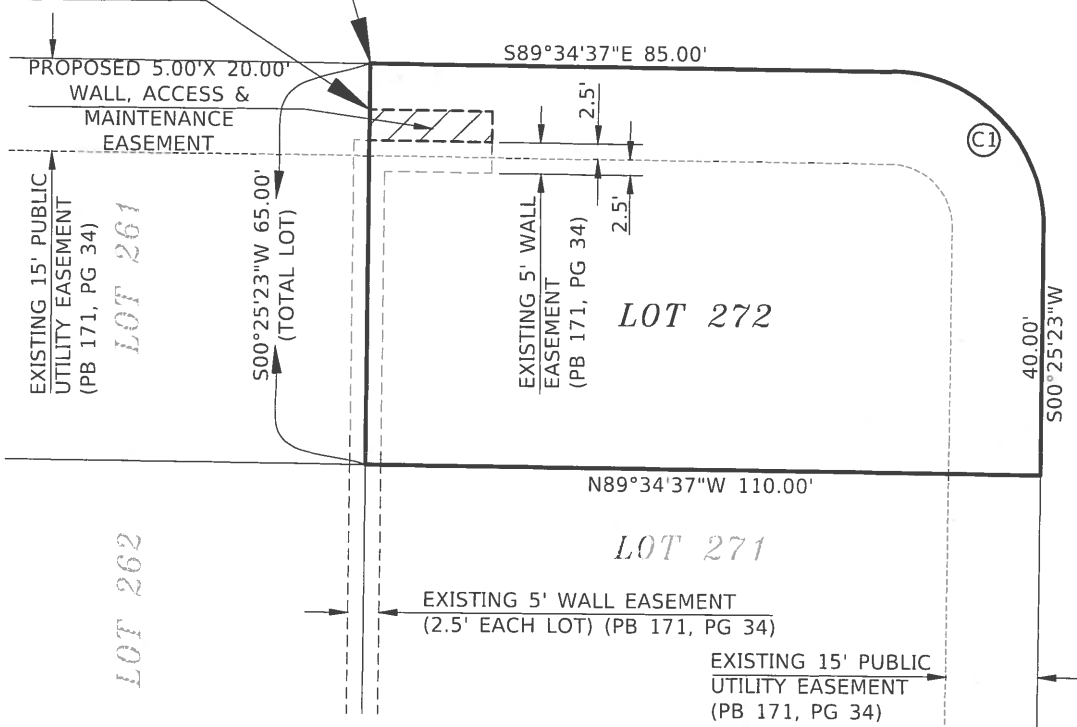 S89°34'37"E 85.00'
PROPOSED 5.00'X 20.00'
WALL, ACCESS &
MAINTENANCE
EASEMENT
2.5'
C1
2.5'
EXISTING 15' PUBLIC
UTILITY EASEMENT
(PB 171, PG 34)
LOT 261
S00°25'23"W 65.00'
(TOTAL LOT)
EXISTING 5' WALL
EASEMENT
(PB 171, PG 34)
LOT 272
40.00'
S00°25'23"W
N89°34'37"W 110.00'
LOT 262
LOT 271
EXISTING 5' WALL EASEMENT
(2.5' EACH LOT) (PB 171, PG 34)
EXISTING 15' PUBLIC
UTILITY EASEMENT
(PB 171, PG 34)